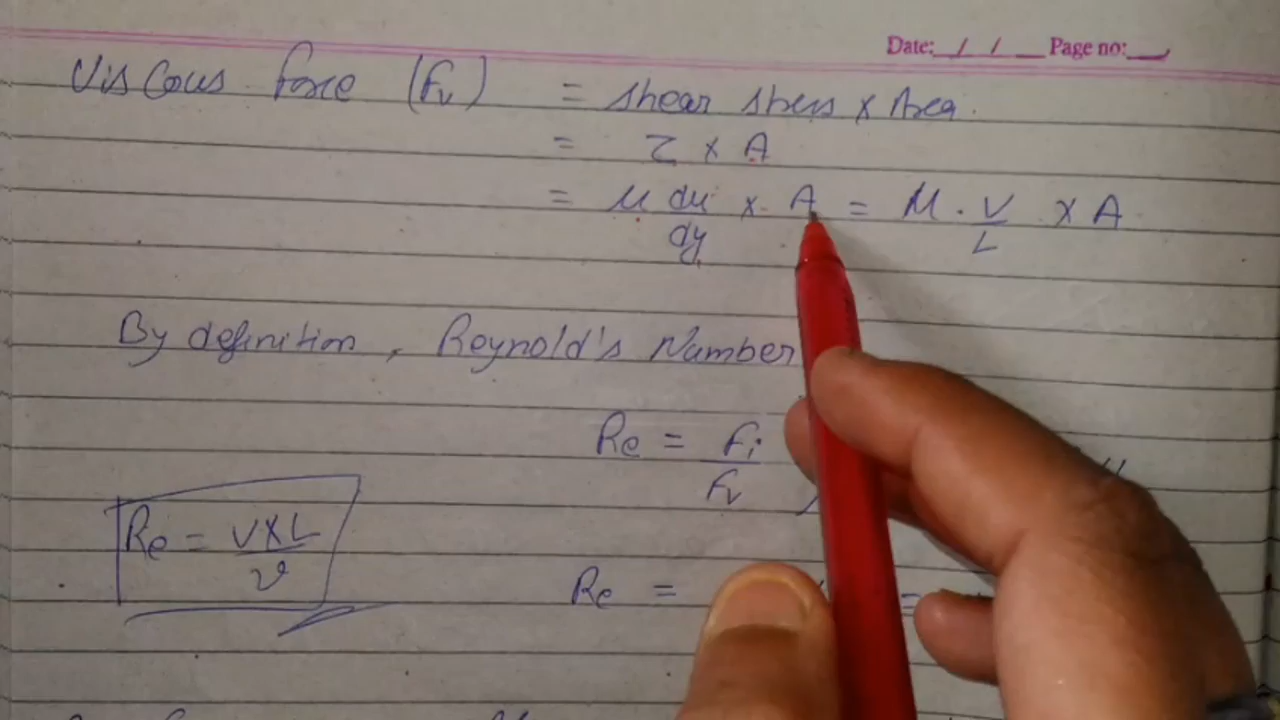 Date: / / Page no:
Viscous force (Fv) = shear stress × Area.
= τ × A
= μ du/dy × A = μ . V/L × A
By definition, Reynold's Number
Re = Fi/Fv
Re = V×L/ν
Re = =